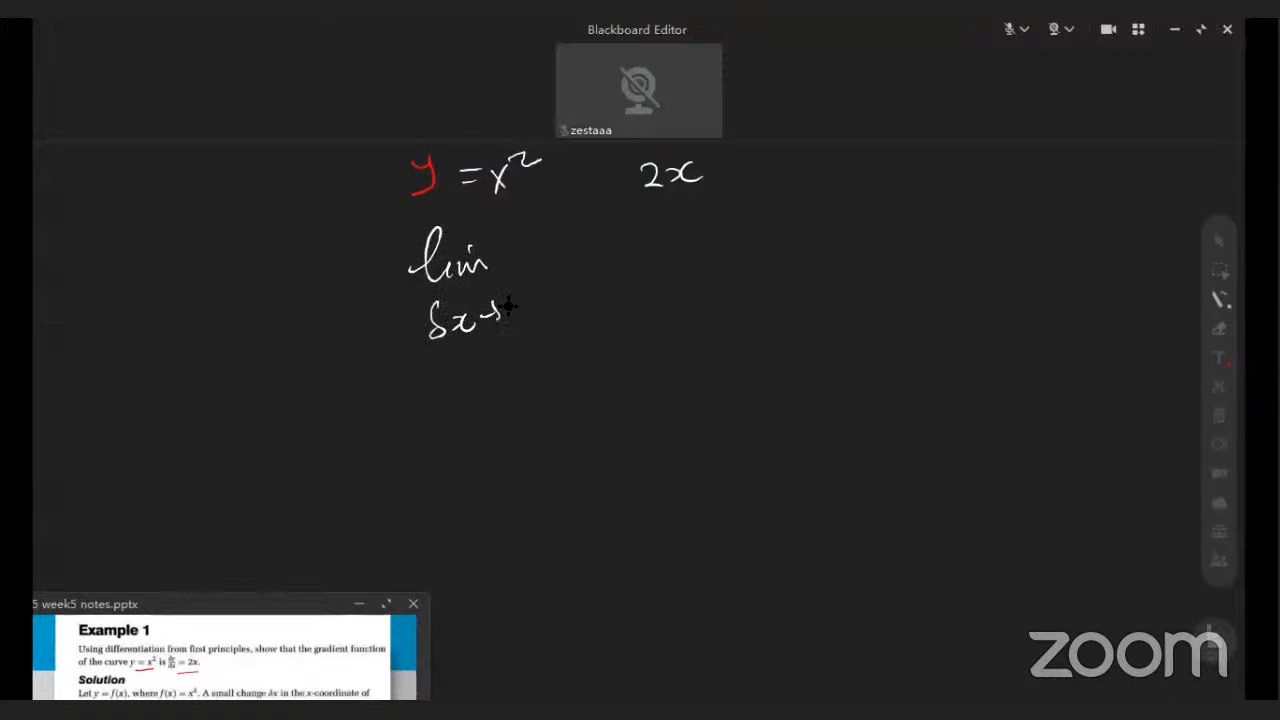 Blackboard Editor
zestaaa
y = x² 2x
lim
δx→
5 week5 notes.pptx
Example 1
Using differentiation from first principles, show that the gradient function
of the curve y = x² is dy/dx = 2x.
Solution
Let y = f(x), where f(x) = x². A small change δx in the x-coordinate of
zoom